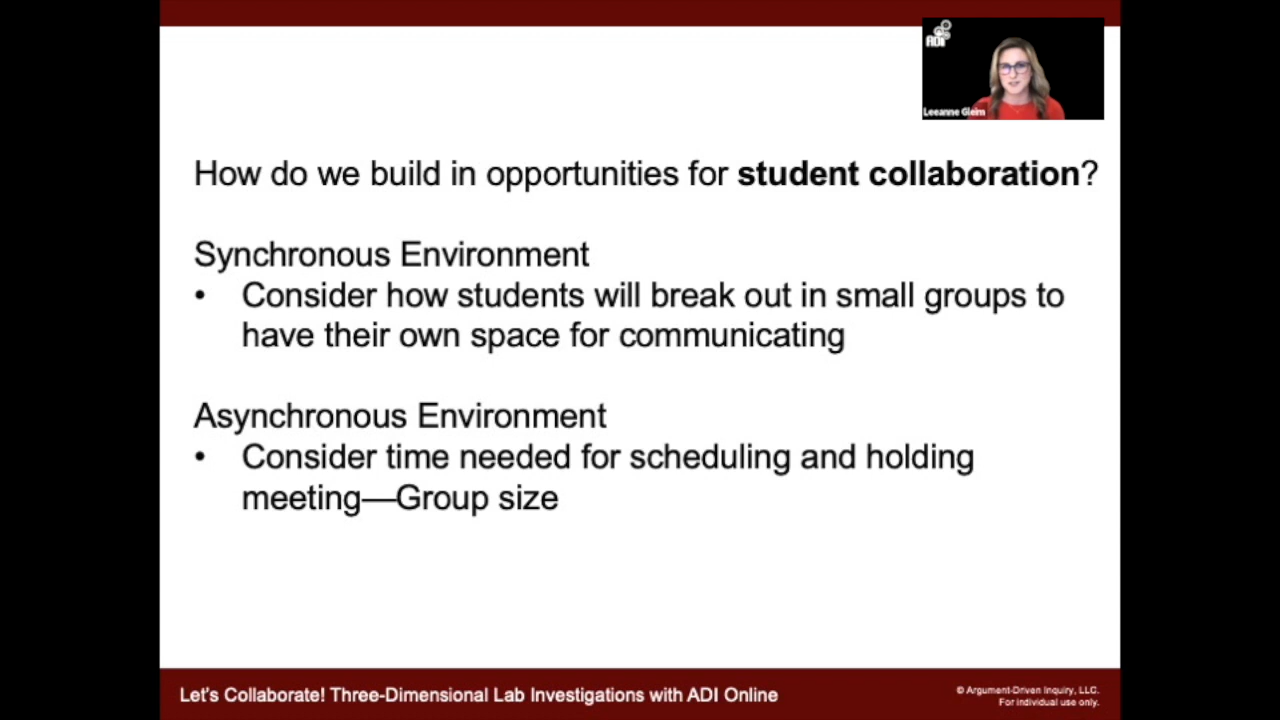 ADI
Leeanne Gleim
How do we build in opportunities for student collaboration?
Synchronous Environment
• Consider how students will break out in small groups to
have their own space for communicating
Asynchronous Environment
• Consider time needed for scheduling and holding
meeting—Group size
Let's Collaborate! Three-Dimensional Lab Investigations with ADI Online
© Argument-Driven Inquiry, LLC.
For individual use only.